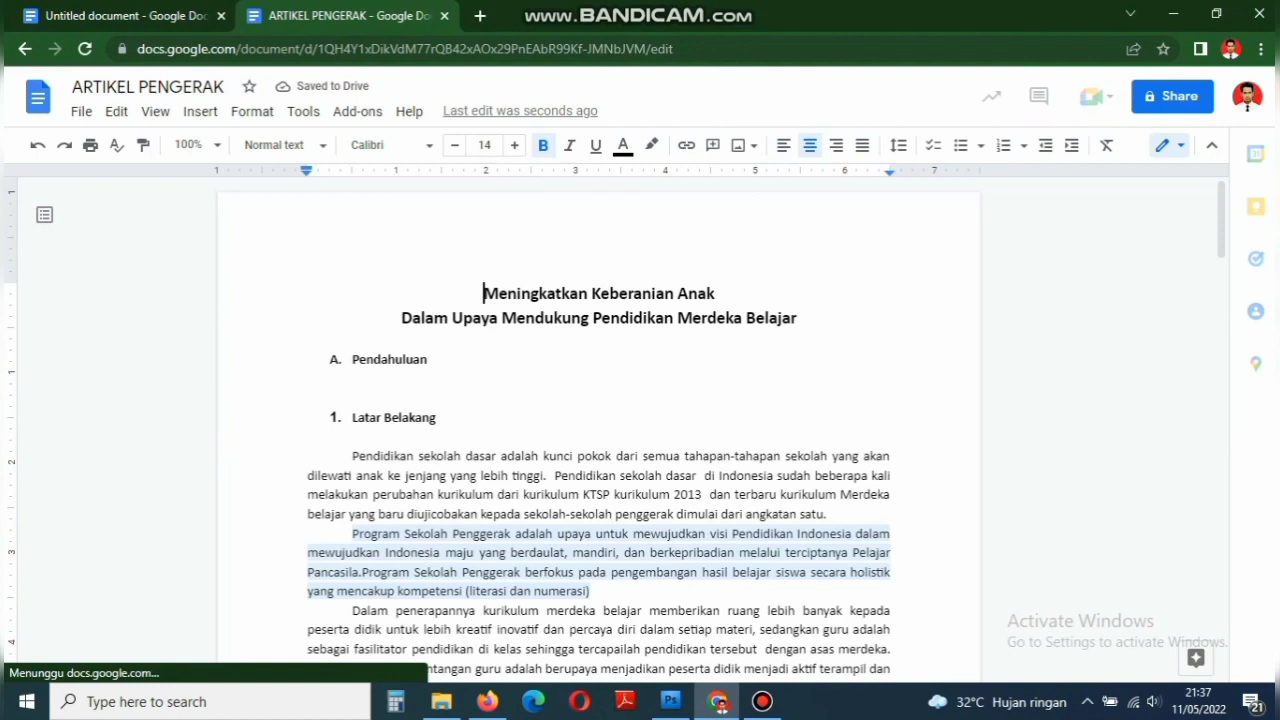 Untitled document - Google Doc
ARTIKEL PENGERAK - Google Do
www.BANDICAM.com
docs.google.com/document/d/1QH4Y1xDikVdM77rQB42xAOx29PnEAbR99Kf-JMNbJVM/edit
ARTIKEL PENGERAK
Saved to Drive
File Edit View Insert Format Tools Add-ons Help Last edit was seconds ago
Share
100% Normal text Calibri 14
1 1 2 3 4 5 6 7
Meningkatkan Keberanian Anak
Dalam Upaya Mendukung Pendidikan Merdeka Belajar
A. Pendahuluan
1. Latar Belakang
Pendidikan sekolah dasar adalah kunci pokok dari semua tahapan-tahapan sekolah yang akan
dilewati anak ke jenjang yang lebih tinggi. Pendidikan sekolah dasar di Indonesia sudah beberapa kali
melakukan perubahan kurikulum dari kurikulum KTSP kurikulum 2013 dan terbaru kurikulum Merdeka
belajar yang baru diujicobakan kepada sekolah-sekolah penggerak dimulai dari angkatan satu.
Program Sekolah Penggerak adalah upaya untuk mewujudkan visi Pendidikan Indonesia dalam
mewujudkan Indonesia maju yang berdaulat, mandiri, dan berkepribadian melalui terciptanya Pelajar
Pancasila.Program Sekolah Penggerak berfokus pada pengembangan hasil belajar siswa secara holistik
yang mencakup kompetensi (literasi dan numerasi)
Dalam penerapannya kurikulum merdeka belajar memberikan ruang lebih banyak kepada
peserta didik untuk lebih kreatif inovatif dan percaya diri dalam setiap materi, sedangkan guru adalah
sebagai fasilitator pendidikan di kelas sehingga tercapailah pendidikan tersebut dengan asas merdeka.
ntangan guru adalah berupaya menjadikan peserta didik menjadi aktif terampil dan
Activate Windows
Go to Settings to activate Windows.
Menunggu docs.google.com...
Type here to search
32°C Hujan ringan
21:37
11/05/2022
21